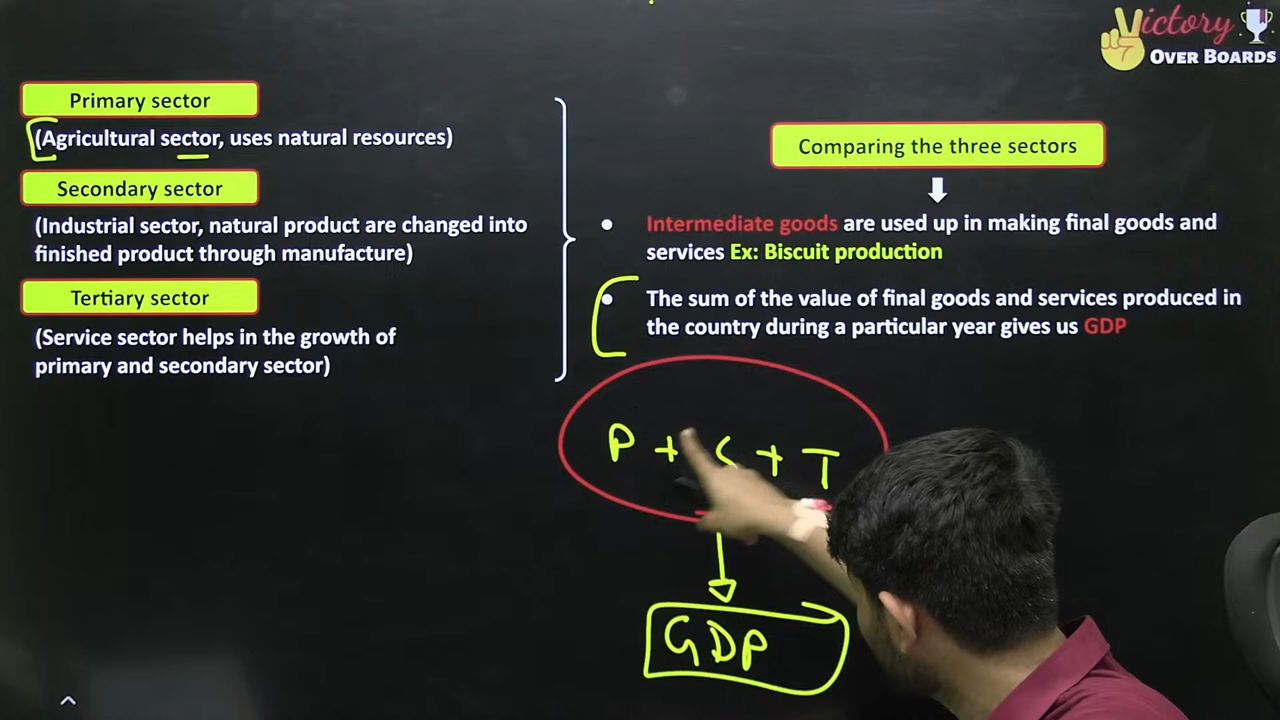 Victory
OVER BOARDS
Primary sector
(Agricultural sector, uses natural resources)
Secondary sector
(Industrial sector, natural product are changed into
finished product through manufacture)
Tertiary sector
(Service sector helps in the growth of
primary and secondary sector)
Comparing the three sectors
• Intermediate goods are used up in making final goods and
services Ex: Biscuit production
• The sum of the value of final goods and services produced in
the country during a particular year gives us GDP
P + S + T
GDP